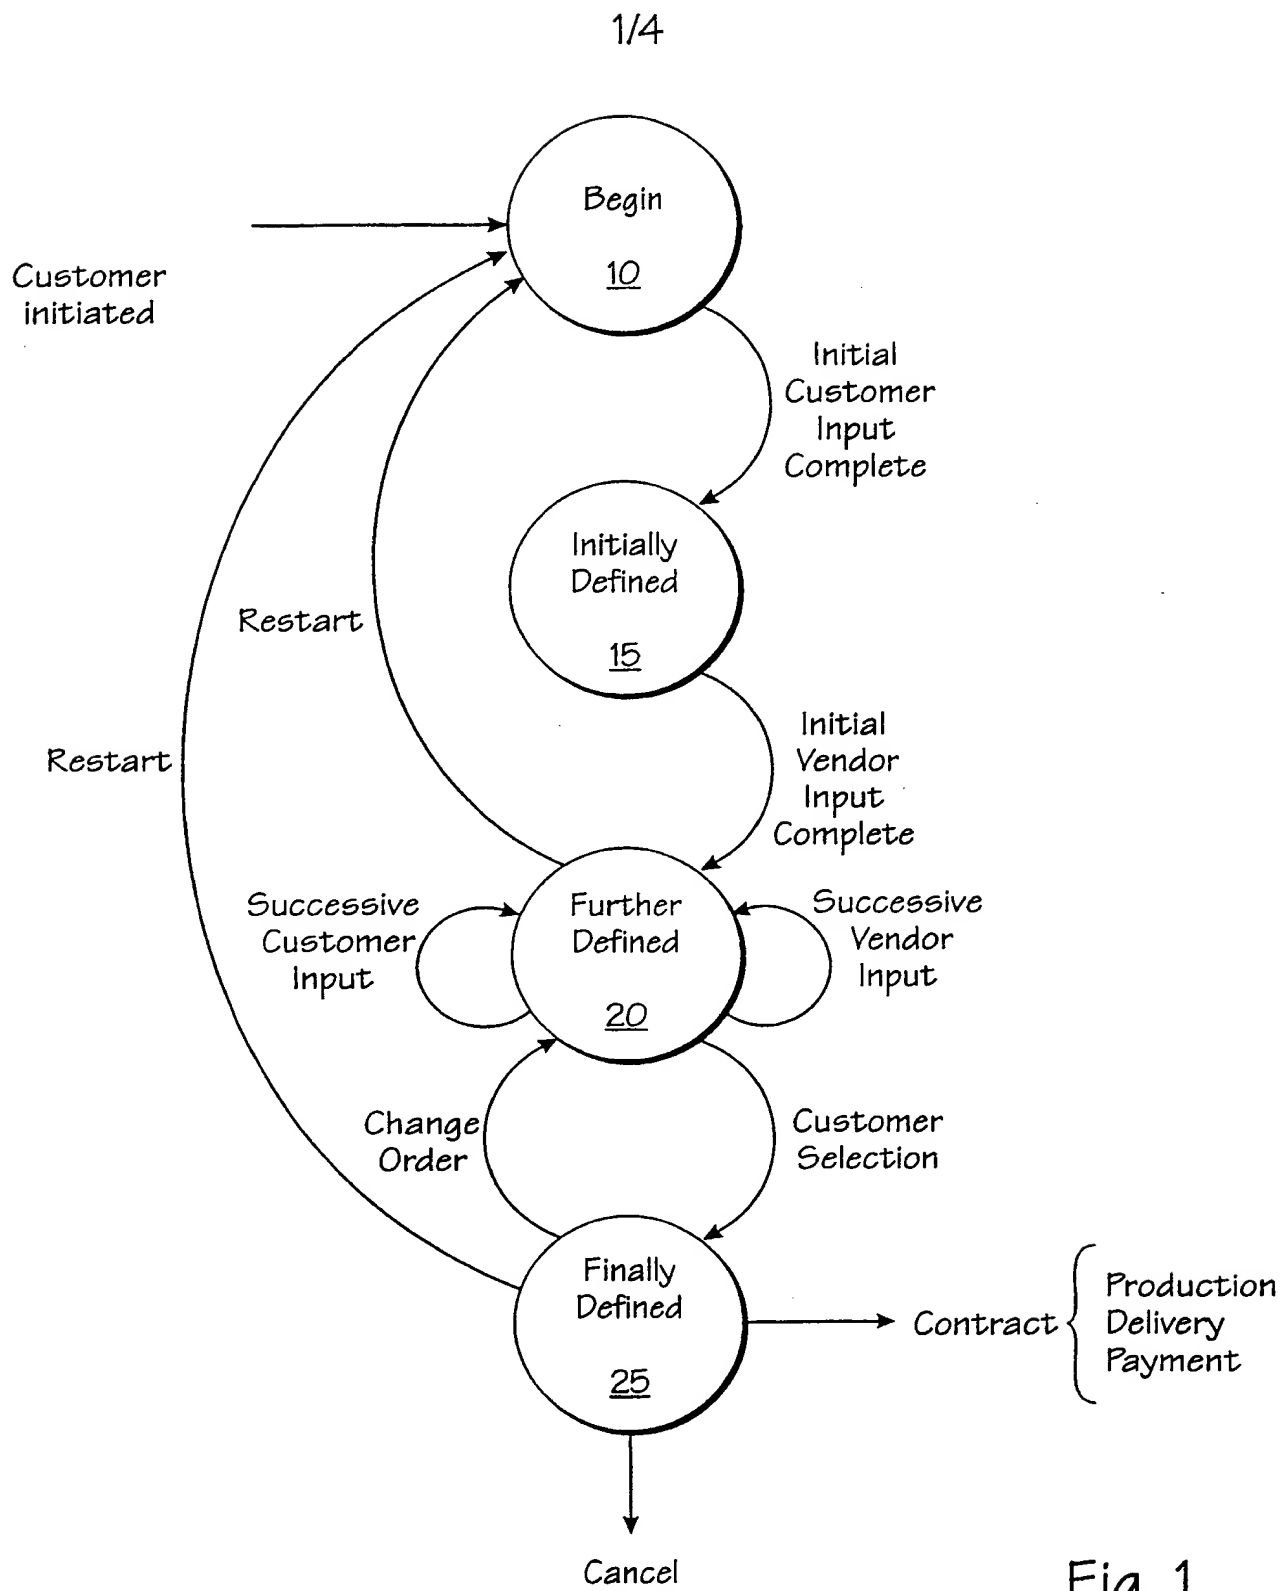 1/4
Begin
10
Customer
initiated
Initial
Customer
Input
Complete
Initially
Defined
15
Restart
Restart
Initial
Vendor
Input
Complete
Successive
Customer
Input
Further
Defined
20
Successive
Vendor
Input
Change
Order
Customer
Selection
Finally
Defined
25
Contract
Production
Delivery
Payment
Cancel
Fig. 1